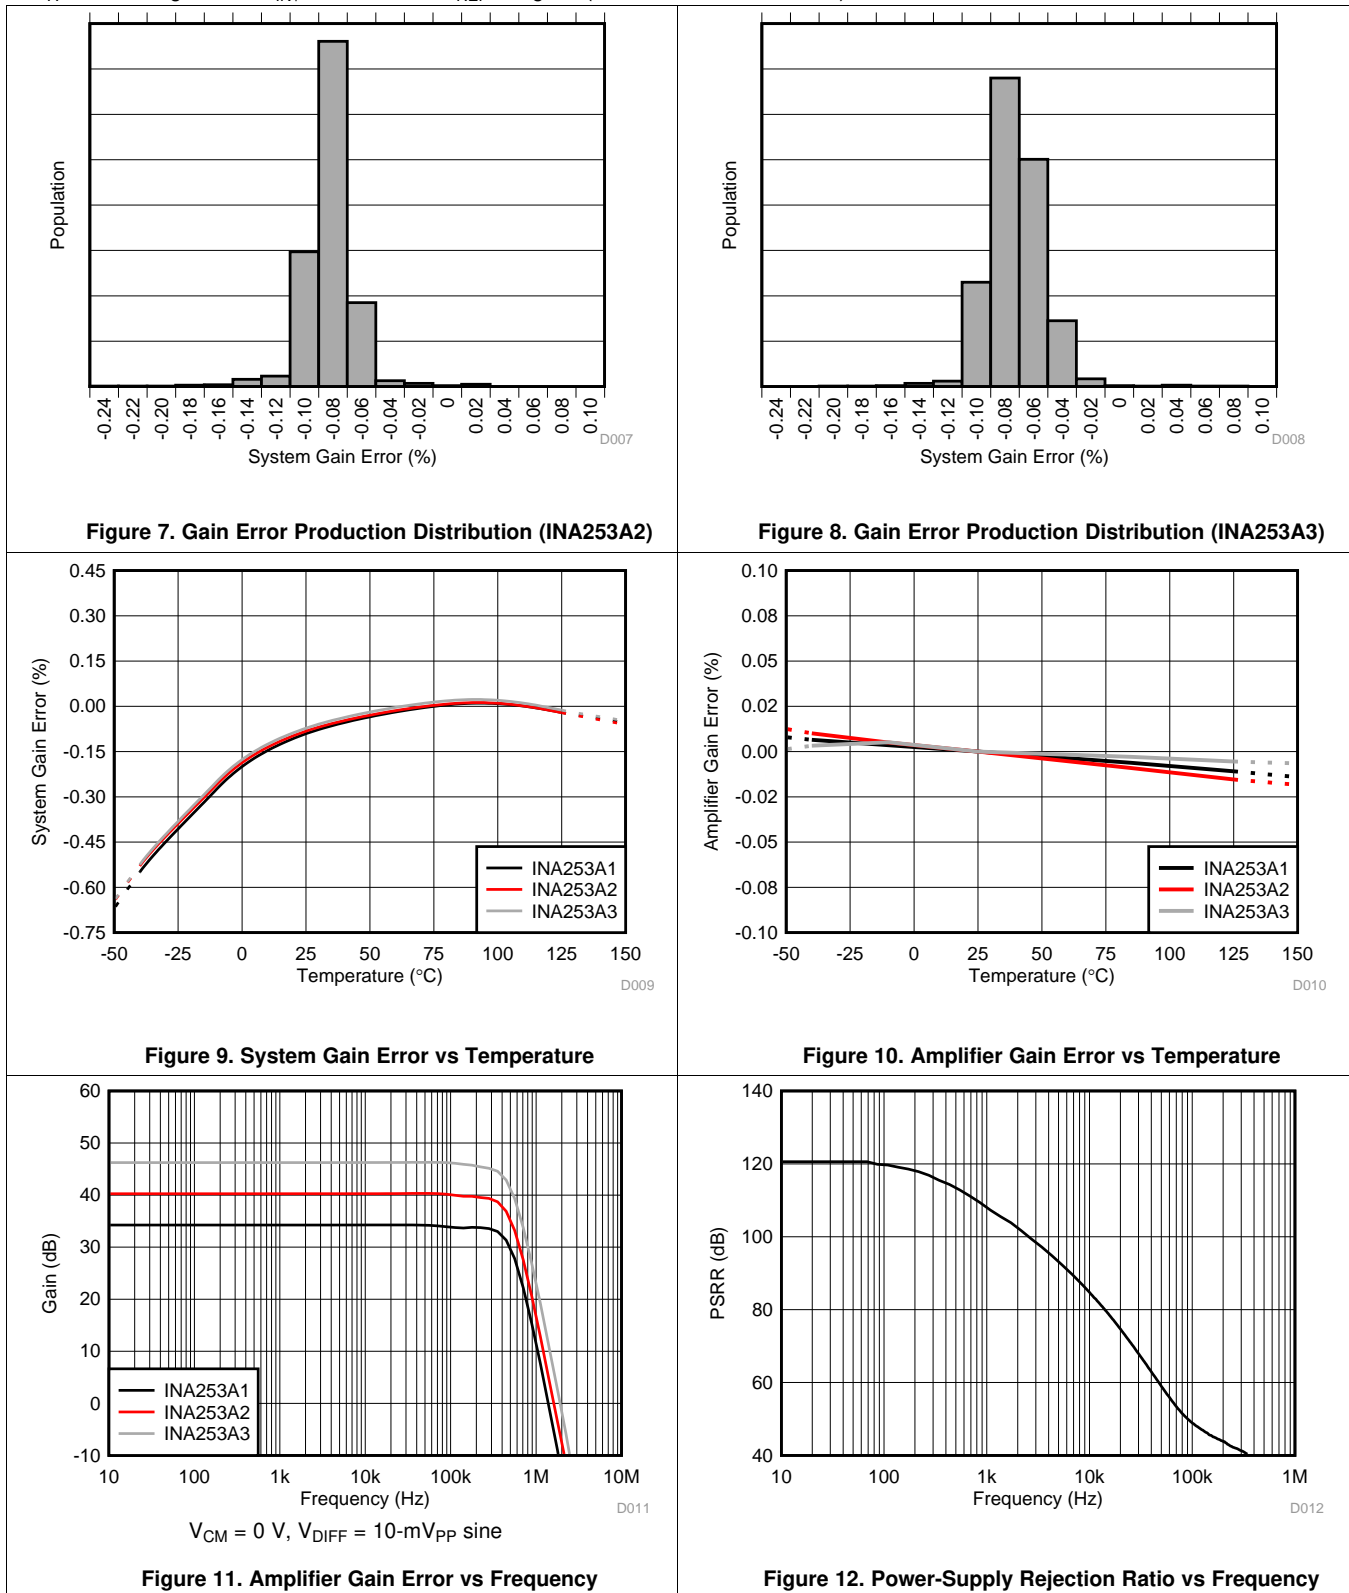 Population
-0.24
-0.22
-0.20
-0.18
-0.16
-0.14
-0.12
-0.10
-0.08
-0.06
-0.04
-0.02
0
0.02
0.04
0.06
0.08
0.10
D007
System Gain Error (%)
Figure 7. Gain Error Production Distribution (INA253A2)
Population
-0.24
-0.22
-0.20
-0.18
-0.16
-0.14
-0.12
-0.10
-0.08
-0.06
-0.04
-0.02
0
0.02
0.04
0.06
0.08
0.10
D008
System Gain Error (%)
Figure 8. Gain Error Production Distribution (INA253A3)
System Gain Error (%)
0.45
0.30
0.15
0.00
-0.15
-0.30
-0.45
-0.60
-0.75
INA253A1
INA253A2
INA253A3
-50 -25 0 25 50 75 100 125 150
Temperature (°C)
D009
Figure 9. System Gain Error vs Temperature
Amplifier Gain Error (%)
0.10
0.08
0.05
0.02
0.00
-0.02
-0.05
-0.08
-0.10
INA253A1
INA253A2
INA253A3
-50 -25 0 25 50 75 100 125 150
Temperature (°C)
D010
Figure 10. Amplifier Gain Error vs Temperature
Gain (dB)
60
50
40
30
20
10
0
-10
INA253A1
INA253A2
INA253A3
10 100 1k 10k 100k 1M 10M
Frequency (Hz)
D011
V_CM = 0 V, V_DIFF = 10-mV_PP sine
Figure 11. Amplifier Gain Error vs Frequency
PSRR (dB)
140
120
100
80
60
40
10 100 1k 10k 100k 1M
Frequency (Hz)
D012
Figure 12. Power-Supply Rejection Ratio vs Frequency